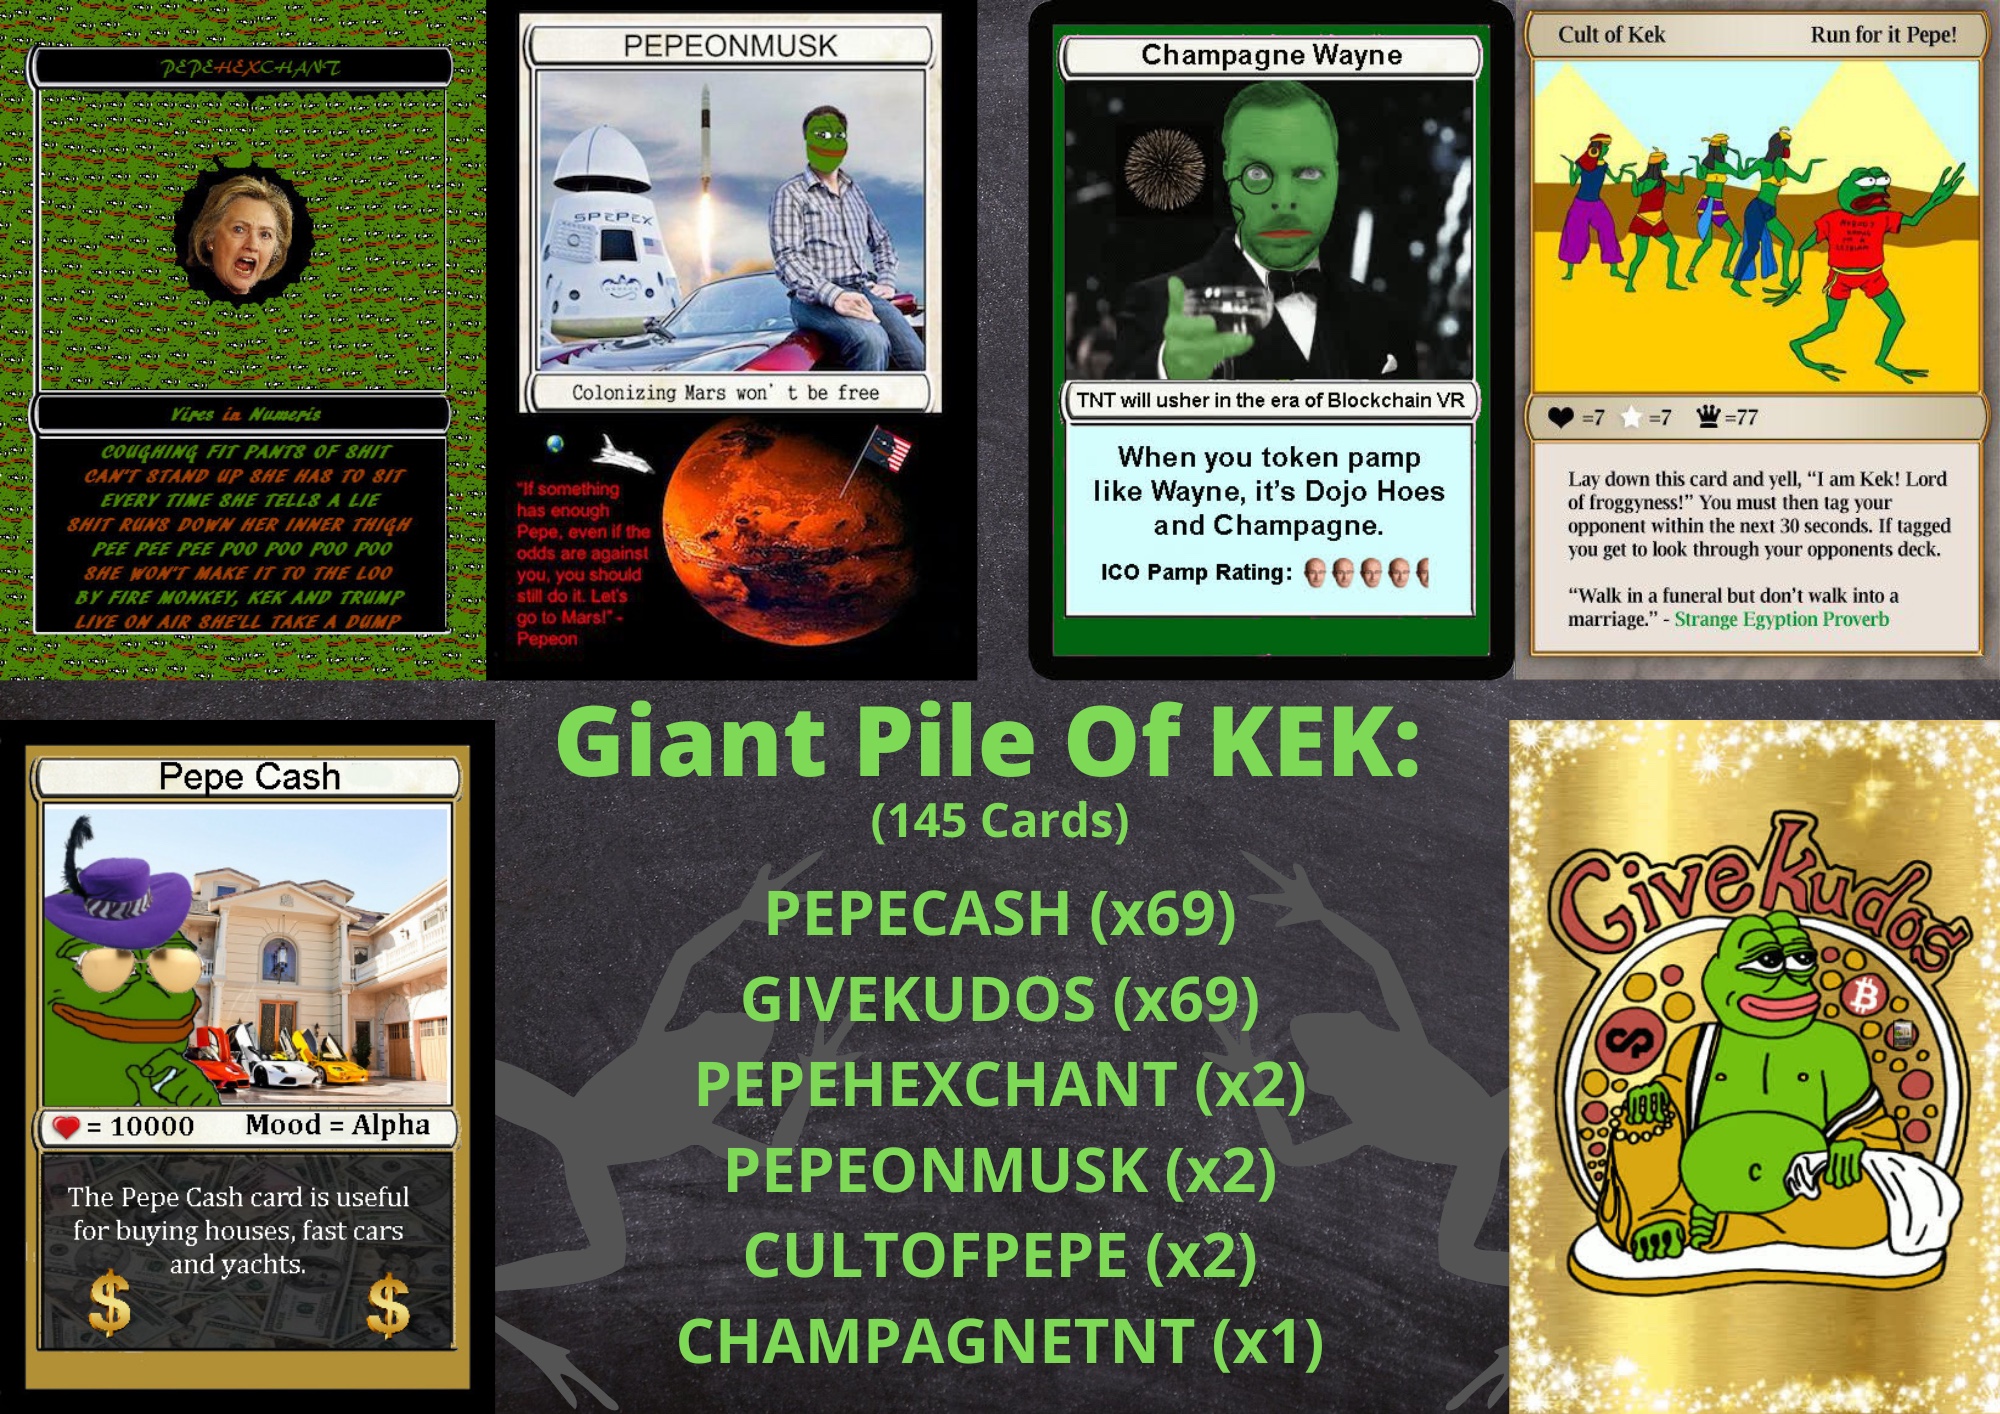 PEPEHEXCHANT
Vires in Numeris
COUGHING FIT PANTS OF SHIT
CAN'T STAND UP SHE HAS TO SIT
EVERY TIME SHE TELLS A LIE
SHIT RUNS DOWN HER INNER THIGH
PEE PEE PEE POO POO POO POO
SHE WON'T MAKE IT TO THE LOO
BY FIRE MONKEY, KEK AND TRUMP
LIVE ON AIR SHE'LL TAKE A DUMP
PEPEONMUSK
SPEPEX
Colonizing Mars won't be free
"If something
has enough
Pepe, even if the
odds are against
you, you should
still do it. Let's
go to Mars!" -
Pepeon
Champagne Wayne
TNT will usher in the era of Blockchain VR
When you token pamp
like Wayne, it's Dojo Hoes
and Champagne.
ICO Pamp Rating:
Cult of Kek Run for it Pepe!
=7 =7 =77
Lay down this card and yell, "I am Kek! Lord
of froggyness!" You must then tag your
opponent within the next 30 seconds. If tagged
you get to look through your opponents deck.
"Walk in a funeral but don't walk into a
marriage." - Strange Egyption Proverb
Giant Pile Of KEK:
(145 Cards)
PEPECASH (x69)
GIVEKUDOS (x69)
PEPEHEXCHANT (x2)
PEPEONMUSK (x2)
CULTOFPEPE (x2)
CHAMPAGNETNT (x1)
Pepe Cash
= 10000 Mood = Alpha
The Pepe Cash card is useful
for buying houses, fast cars
and yachts.
$ $
GiveKudos